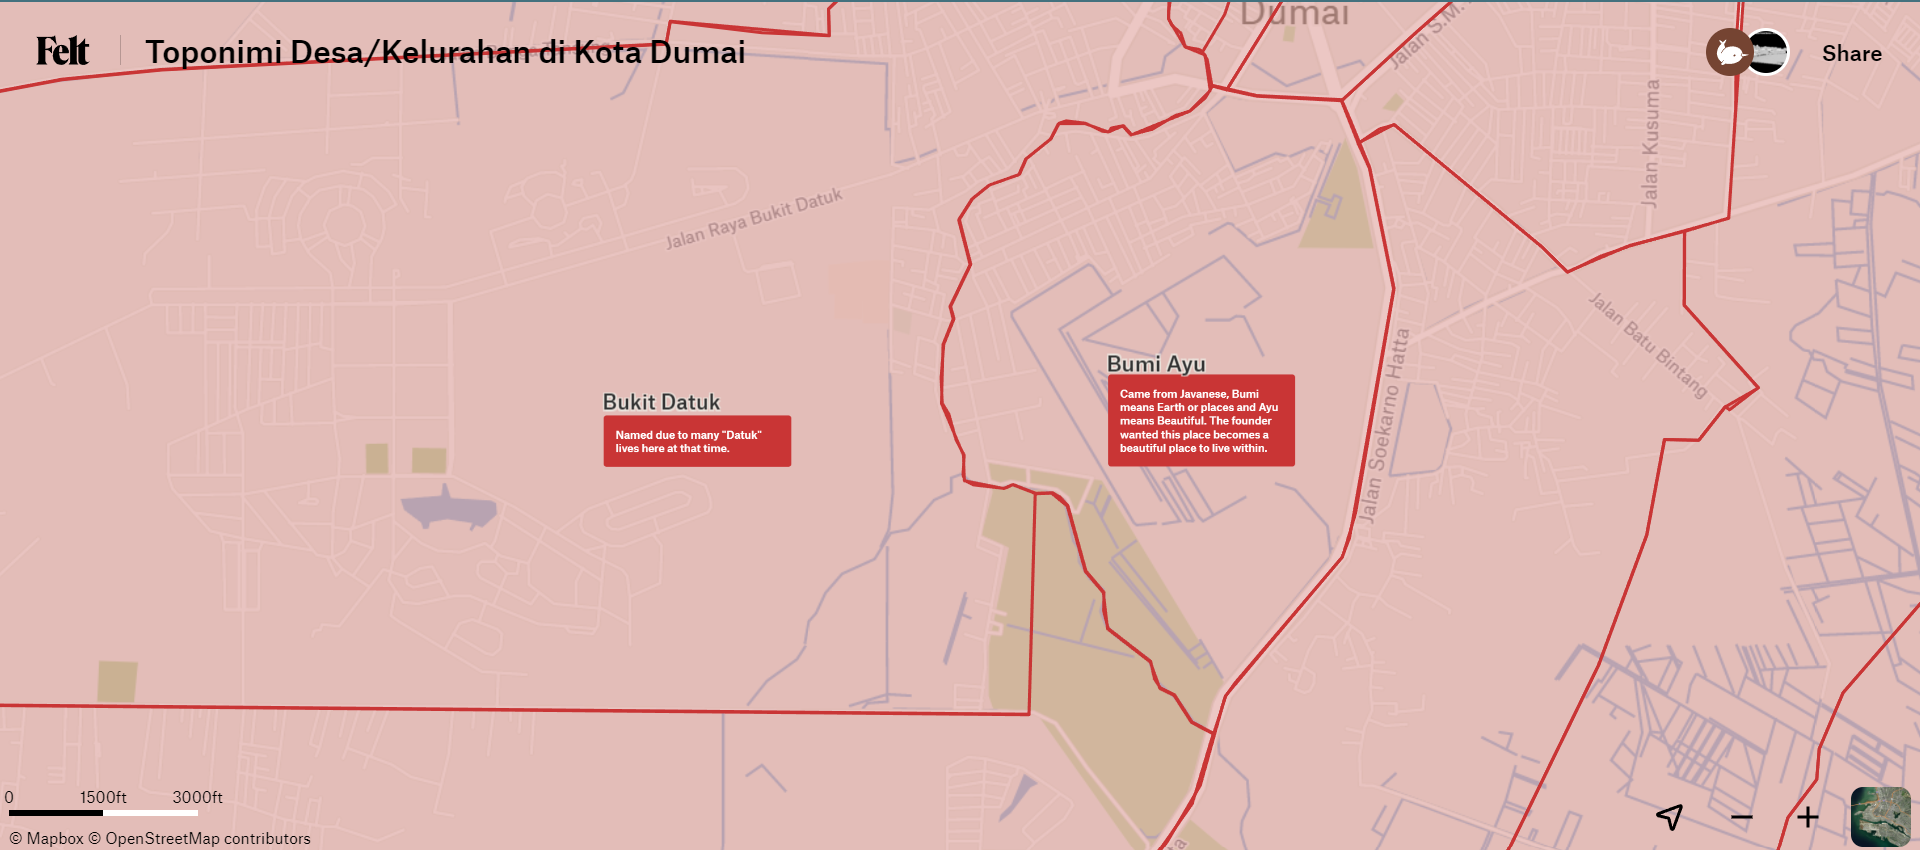 Felt
Toponimi Desa/Kelurahan di Kota Dumai
Dumai
Share
Jalan S.M.
Jalan Kusuma
Jalan Raya Bukit Datuk
Jalan Batu Bintang
Jalan Soekarno Hatta
Bumi Ayu
Came from Javanese, Bumi
means Earth or places and Ayu
means Beautiful. The founder
wanted this place becomes a
beautiful place to live within.
Bukit Datuk
Named due to many "Datuk"
lives here at that time.
0 1500ft 3000ft
© Mapbox © OpenStreetMap contributors